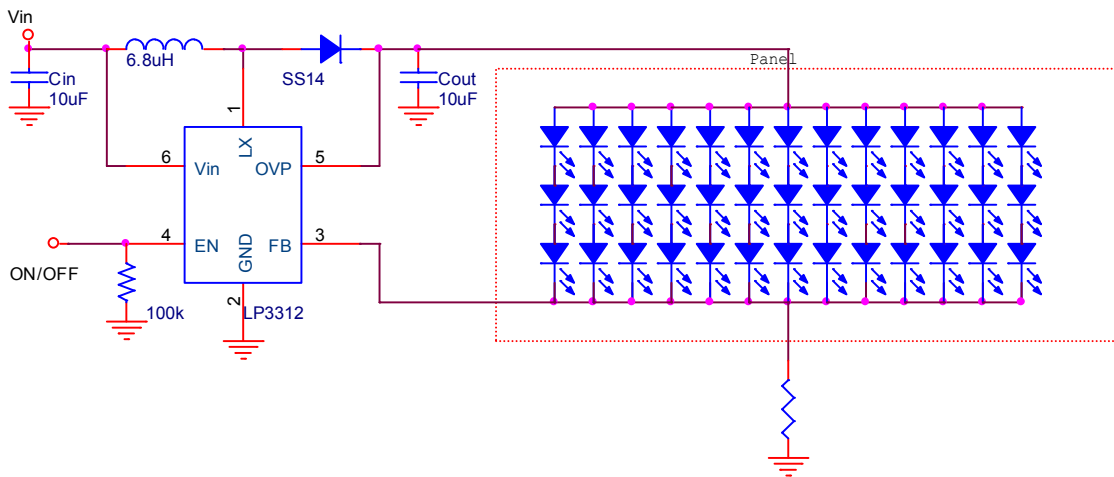 Vin
6.8uH
Panel
Cin
10uF
SS14
Cout
10uF
1
LX
6
Vin
OVP
5
4
EN
GND
FB
3
ON/OFF
100k
2
LP3312